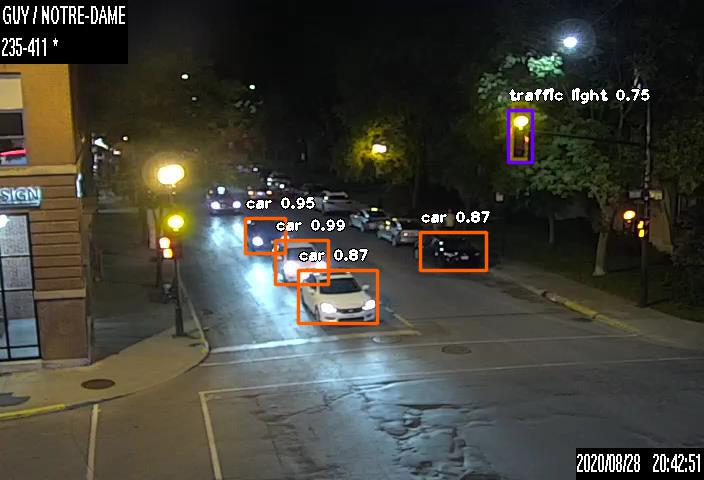 GUY / NOTRE-DAME
235-411 *
traffic light 0.75
SIGN
car 0.95
car 0.99
car 0.87
car 0.87
2020/08/28 20:42:51